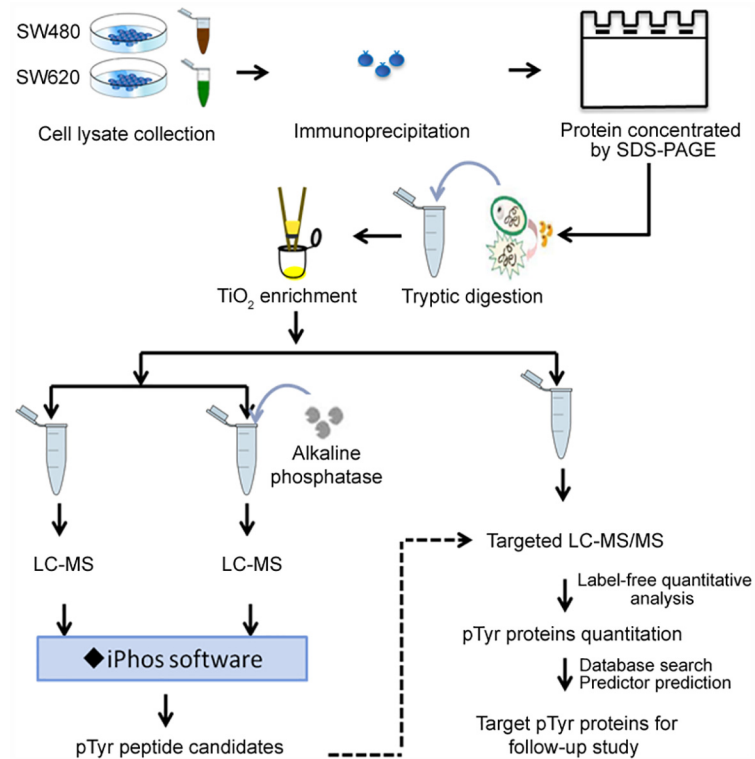 SW480
SW620
Cell lysate collection
Immunoprecipitation
Protein concentrated
by SDS-PAGE
TiO₂ enrichment
Tryptic digestion
Alkaline
phosphatase
LC-MS
LC-MS
Targeted LC-MS/MS
Label-free quantitative
analysis
◆iPhos software
pTyr proteins quantitation
Database search
Predictor prediction
pTyr peptide candidates
Target pTyr proteins for
follow-up study